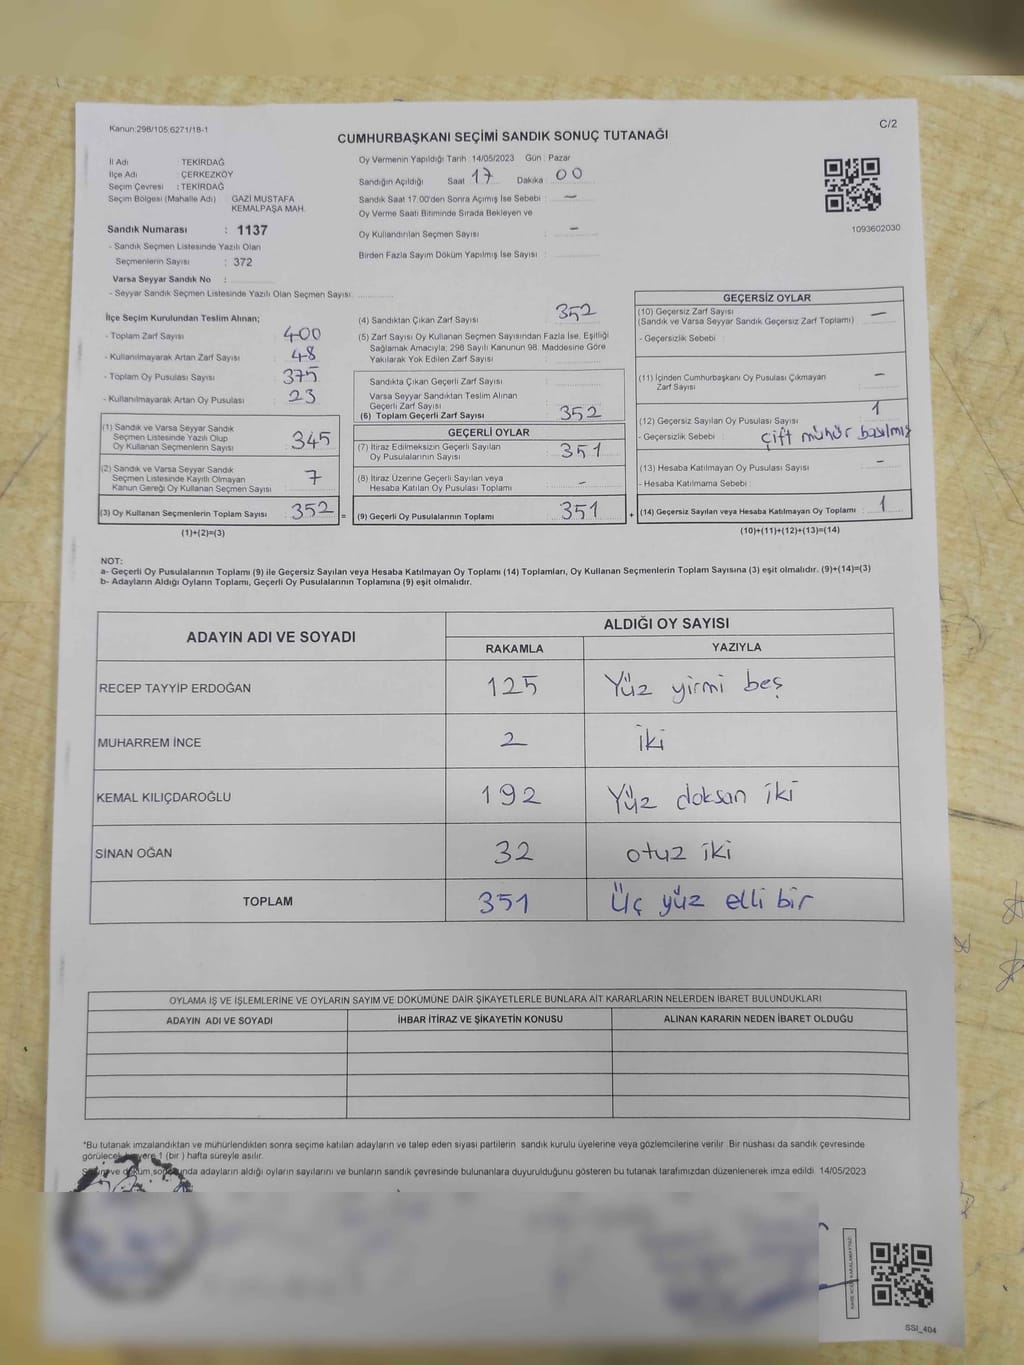 Kanun:298/105:6271/18-1
C/2
CUMHURBAŞKANI SEÇİMİ SANDIK SONUÇ TUTANAĞI
İl Adı : TEKİRDAĞ
İlçe Adı : ÇERKEZKÖY
Seçim Çevresi : TEKİRDAĞ
Seçim Bölgesi (Mahalle Adı) : GAZİ MUSTAFA
KEMALPAŞA MAH.
Sandık Numarası : 1137
- Sandık Seçmen Listesinde Yazılı Olan
Seçmenlerin Sayısı : 372
Varsa Seyyar Sandık No :
- Seyyar Sandık Seçmen Listesinde Yazılı Olan Seçmen Sayısı:
Oy Vermenin Yapıldığı Tarih : 14/05/2023 Gün : Pazar
Sandığın Açıldığı Saat 17 Dakika : 00
Sandık Saat 17:00'den Sonra Açımış İse Sebebi : —
Oy Verme Saati Bitiminde Sırada Bekleyen ve
Oy Kullandırılan Seçmen Sayısı : —
Birden Fazla Sayım Döküm Yapılmış İse Sayısı :
1093602030
İlçe Seçim Kurulundan Teslim Alınan;
- Toplam Zarf Sayısı : 400
- Kullanılmayarak Artan Zarf Sayısı : 48
- Toplam Oy Pusulası Sayısı : 375
- Kullanılmayarak Artan Oy Pusulası : 23
(1) Sandık ve Varsa Seyyar Sandık
Seçmen Listesinde Yazılı Olup
Oy Kullanan Seçmenlerin Sayısı : 345
(2) Sandık ve Varsa Seyyar Sandık
Seçmen Listesinde Kayıtlı Olmayan
Kanun Gereği Oy Kullanan Seçmen Sayısı : 7
(3) Oy Kullanan Seçmenlerin Toplam Sayısı : 352 =
(1)+(2)=(3)
(4) Sandıktan Çıkan Zarf Sayısı : 352
(5) Zarf Sayısı Oy Kullanan Seçmen Sayısından Fazla İse, Eşitliği
Sağlamak Amacıyla; 298 Sayılı Kanunun 98. Maddesine Göre
Yakılarak Yok Edilen Zarf Sayısı :
Sandıkta Çıkan Geçerli Zarf Sayısı :
Varsa Seyyar Sandıktan Teslim Alınan
Geçerli Zarf Sayısı :
(6) Toplam Geçerli Zarf Sayısı : 352
GEÇERLİ OYLAR
(7) İtiraz Edilmeksizin Geçerli Sayılan
Oy Pusulalarının Sayısı : 351
(8) İtiraz Üzerine Geçerli Sayılan veya
Hesaba Katılan Oy Pusulası Toplamı : -
(9) Geçerli Oy Pusulalarının Toplamı : 351 +
GEÇERSİZ OYLAR
(10) Geçersiz Zarf Sayısı
(Sandık ve Varsa Seyyar Sandık Geçersiz Zarf Toplamı) : —
- Geçersizlik Sebebi :
(11) İçinden Cumhurbaşkanı Oy Pusulası Çıkmayan
Zarf Sayısı : —
(12) Geçersiz Sayılan Oy Pusulası Sayısı : 1
- Geçersizlik Sebebi : çift mühür basılmış
(13) Hesaba Katılmayan Oy Pusulası Sayısı : —
- Hesaba Katılmama Sebebi :
(14) Geçersiz Sayılan veya Hesaba Katılmayan Oy Toplamı : 1
(10)+(11)+(12)+(13)=(14)
NOT:
a- Geçerli Oy Pusulalarının Toplamı (9) ile Geçersiz Sayılan veya Hesaba Katılmayan Oy Toplamı (14) Toplamları, Oy Kullanan Seçmenlerin Toplam Sayısına (3) eşit olmalıdır. (9)+(14)=(3)
b- Adayların Aldığı Oyların Toplamı, Geçerli Oy Pusulalarının Toplamına (9) eşit olmalıdır.
ADAYIN ADI VE SOYADI ALDIĞI OY SAYISI
RAKAMLA YAZIYLA
RECEP TAYYİP ERDOĞAN 125 Yüz yirmi beş
MUHARREM İNCE 2 iki
KEMAL KILIÇDAROĞLU 192 Yüz doksan iki
SİNAN OĞAN 32 otuz iki
TOPLAM 351 Üç yüz elli bir
OYLAMA İŞ VE İŞLEMLERİNE VE OYLARIN SAYIM VE DÖKÜMÜNE DAİR ŞİKAYETLERLE BUNLARA AİT KARARLARIN NELERDEN İBARET BULUNDUKLARI
ADAYIN ADI VE SOYADI İHBAR İTİRAZ VE ŞİKAYETİN KONUSU ALINAN KARARIN NEDEN İBARET OLDUĞU
*Bu tutanak imzalandıktan ve mühürlendikten sonra seçime katılan adayların ve talep eden siyasi partilerin sandık kurulu üyelerine veya gözlemcilerine verilir. Bir nüshası da sandık çevresinde
görülecek bir yere 1 (bir ) hafta süreyle asılır.
ve döküm sonunda adayların aldığı oyların sayılarını ve bunların sandık çevresinde bulunanlara duyurulduğunu gösteren bu tutanak tarafımızdan düzenlenerek imza edildi. 14/05/2023
SSI_404